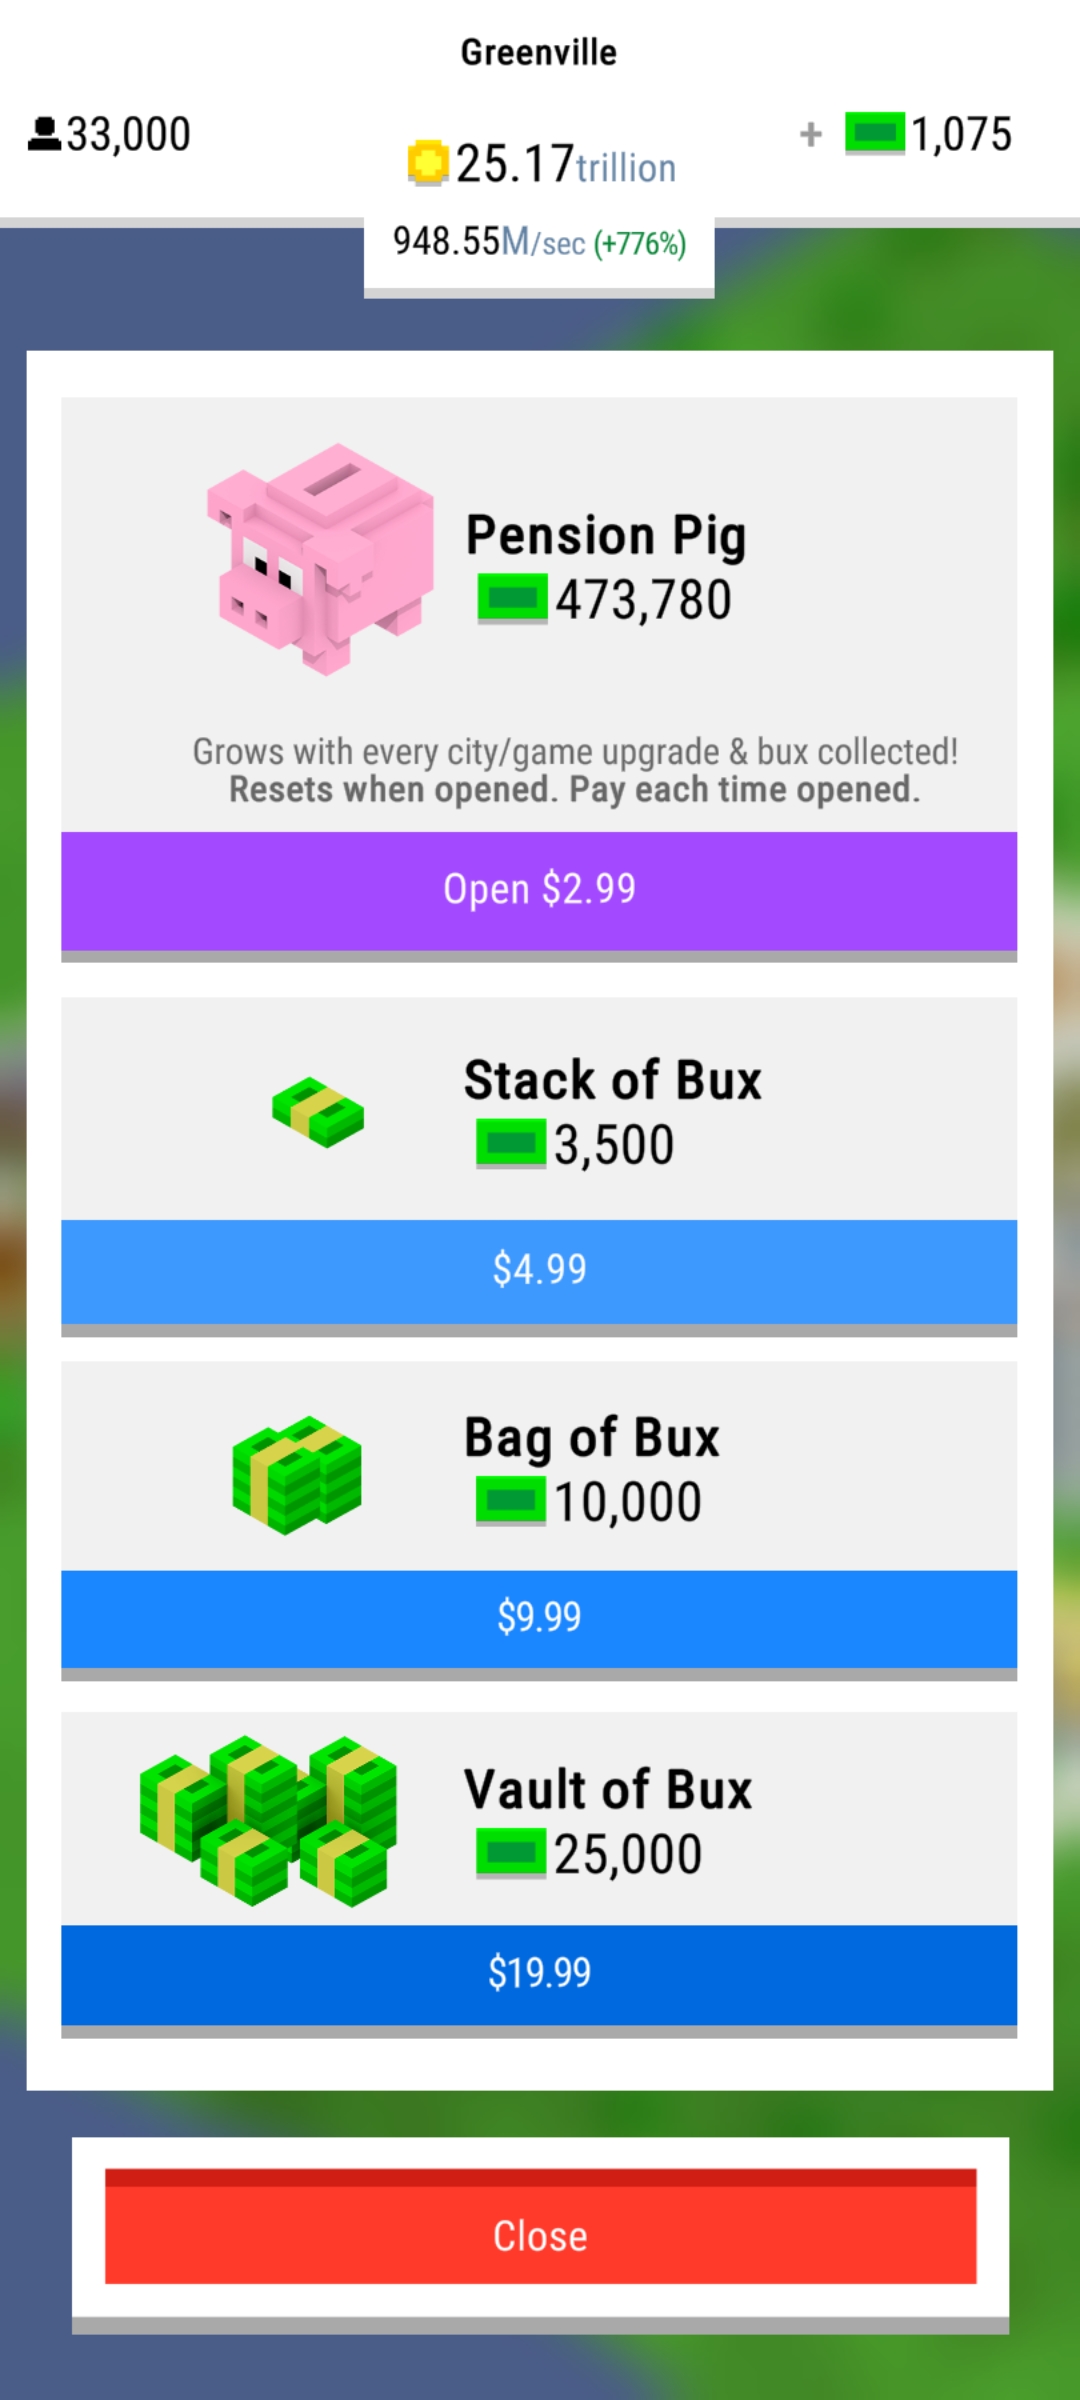 Greenville
33,000
25.17trillion
+ 1,075
948.55M/sec (+776%)
Pension Pig
473,780
Grows with every city/game upgrade & bux collected!
Resets when opened. Pay each time opened.
Open $2.99
Stack of Bux
3,500
$4.99
Bag of Bux
10,000
$9.99
Vault of Bux
25,000
$19.99
Close